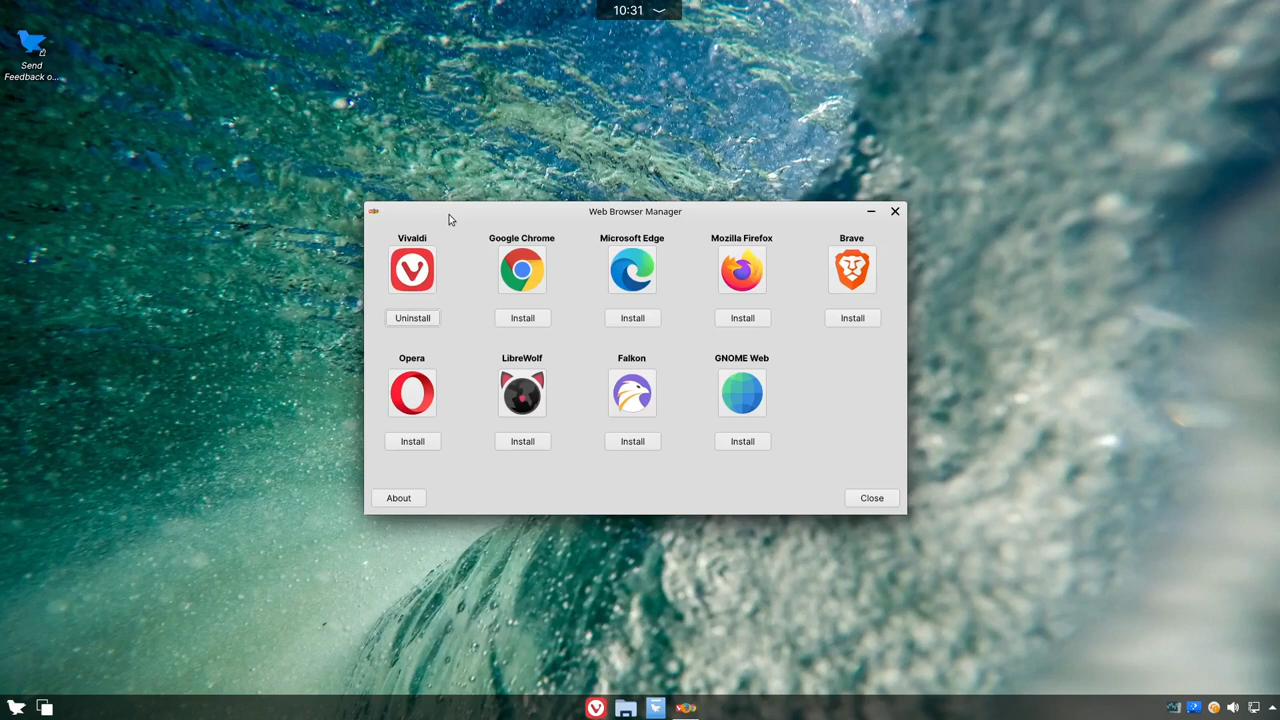 10:31
Send
Feedback o...
Web Browser Manager
Vivaldi
Google Chrome
Microsoft Edge
Mozilla Firefox
Brave
Uninstall
Install
Install
Install
Install
Opera
LibreWolf
Falkon
GNOME Web
Install
Install
Install
Install
About
Close